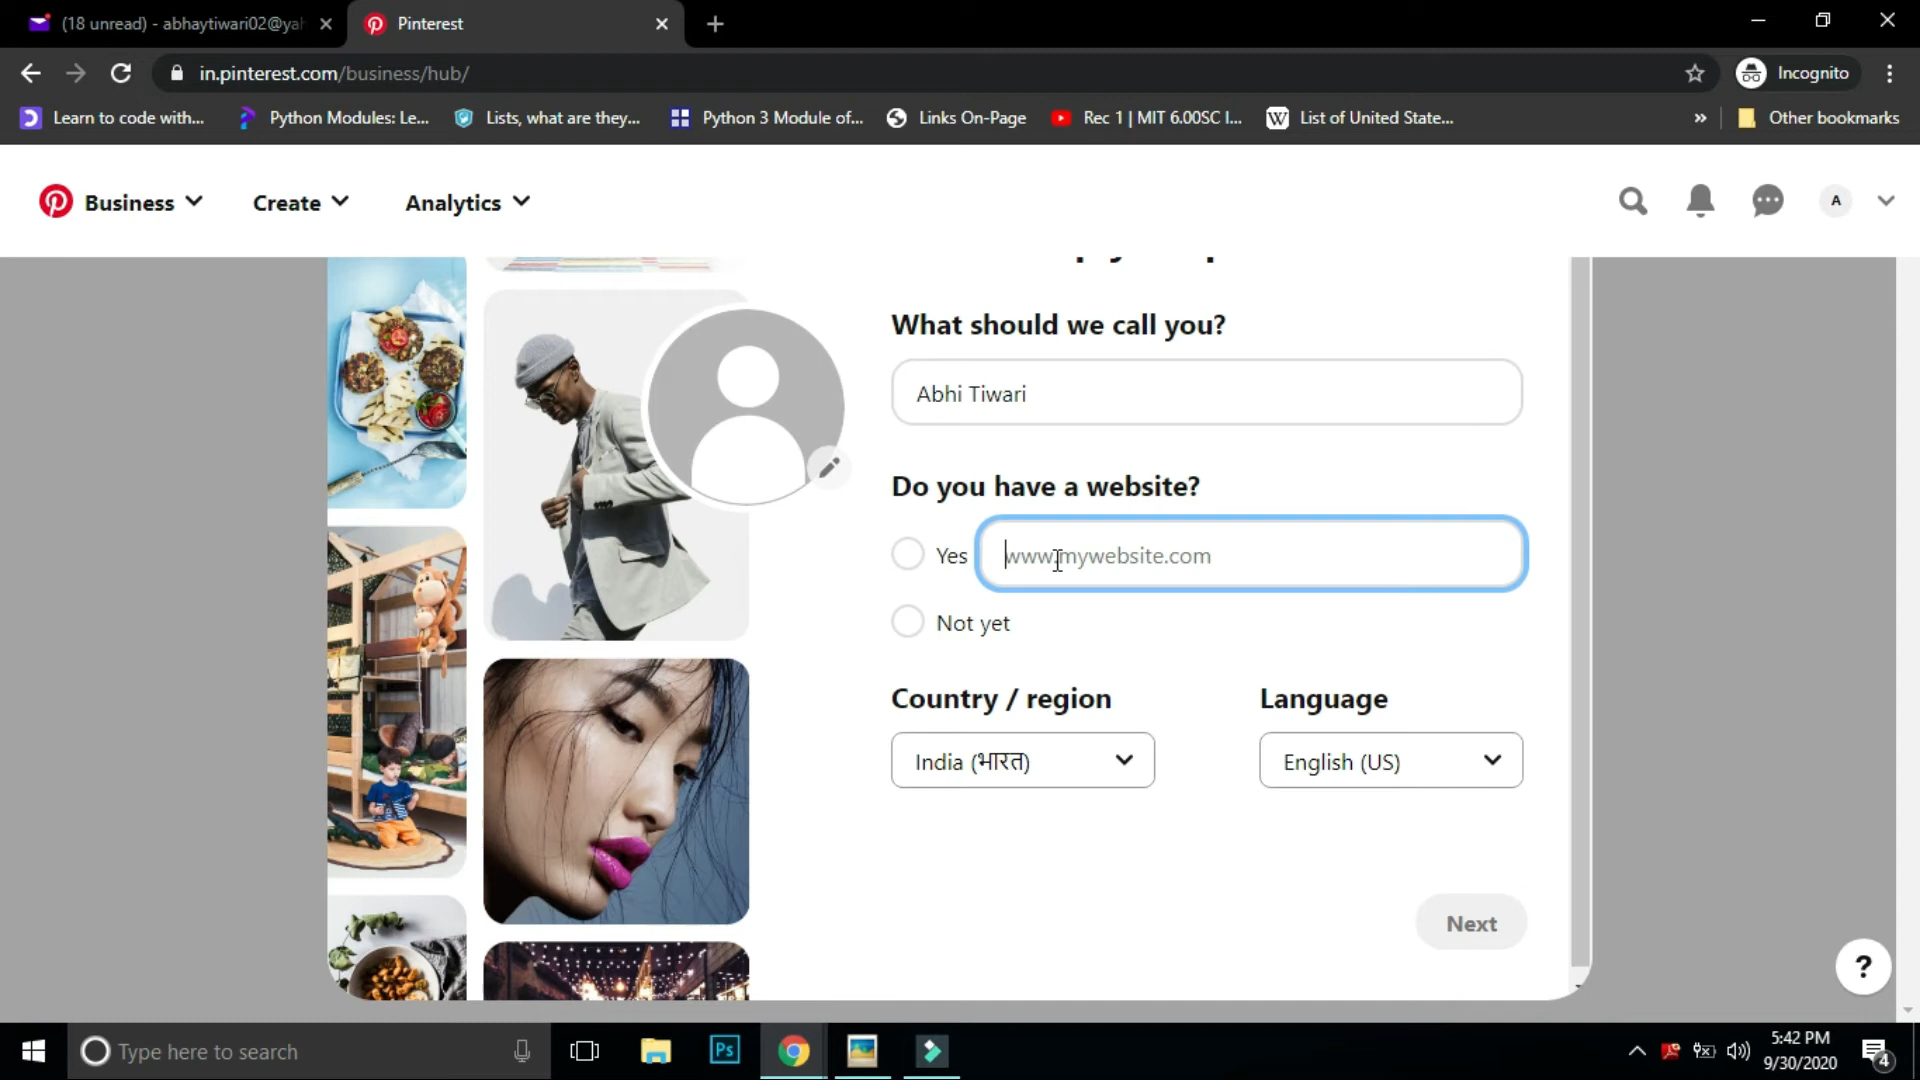 (18 unread) - abhaytiwari02@yah
Pinterest
in.pinterest.com/business/hub/
Incognito
Learn to code with...
Python Modules: Le...
Lists, what are they,...
Python 3 Module of...
Links On-Page
Rec 1 | MIT 6.00SC I...
List of United State...
»
Other bookmarks
Business
Create
Analytics
A
What should we call you?
Abhi Tiwari
Do you have a website?
Yes
www.mywebsite.com
Not yet
Country / region
Language
India (भारत)
English (US)
Next
?
Type here to search
Ps
5:42 PM
9/30/2020
4